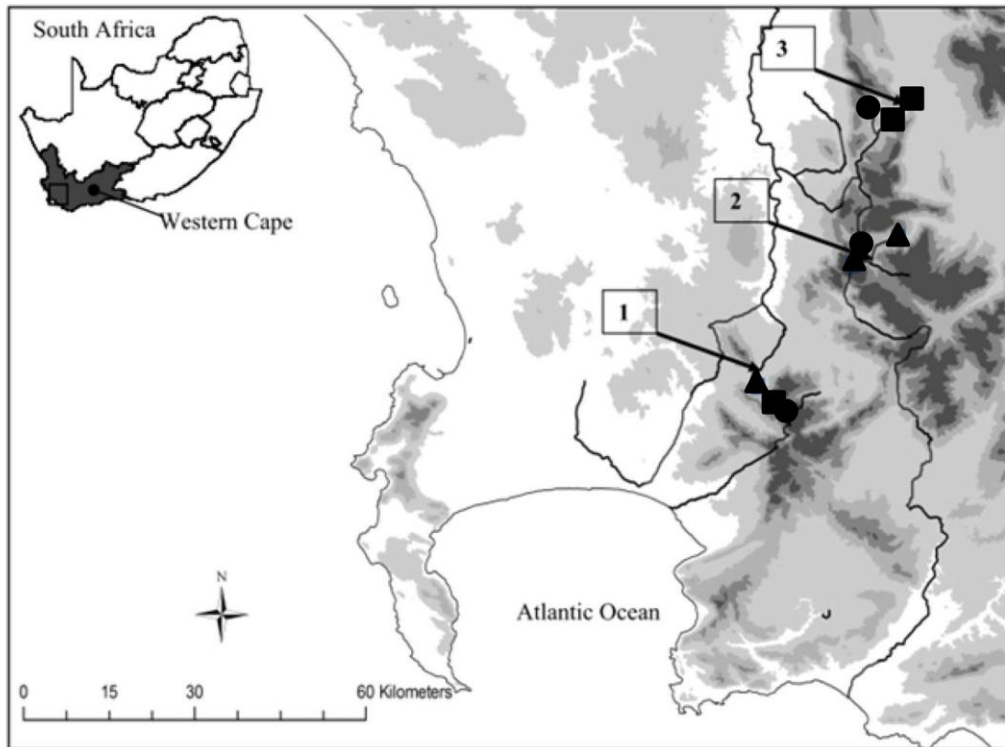 South Africa
Western Cape
3
2
1
N
Atlantic Ocean
0 15 30 60 Kilometers